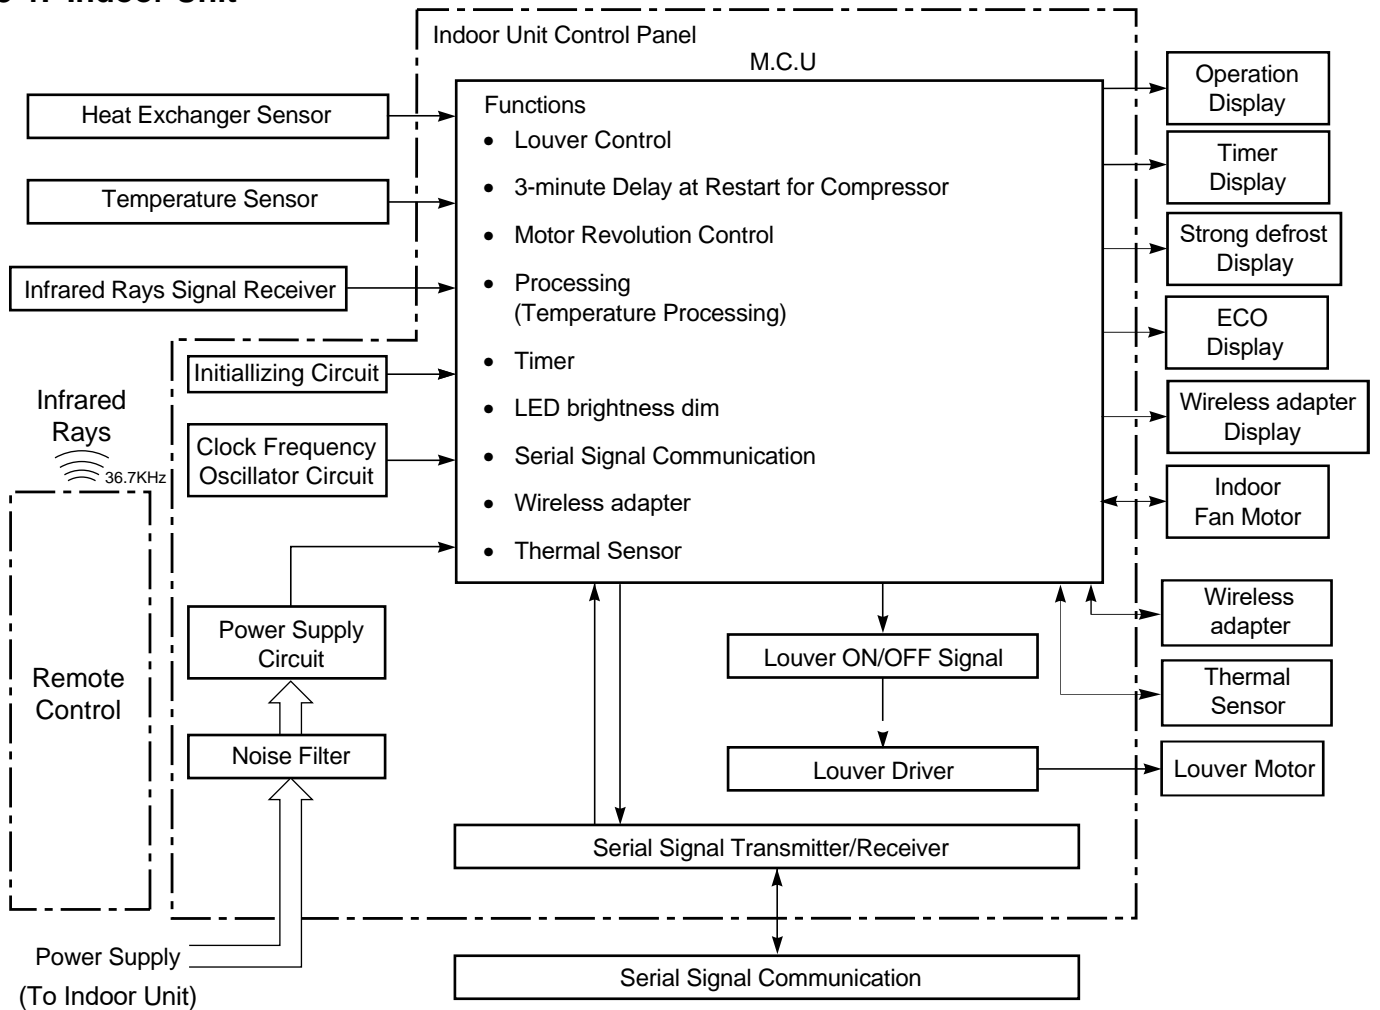 Indoor Unit
Indoor Unit Control Panel
M.C.U
Heat Exchanger Sensor
Temperature Sensor
Infrared Rays Signal Receiver
Initiallizing Circuit
Clock Frequency
Oscillator Circuit
Infrared
Rays
36.7KHz
Remote
Control
Power Supply
Circuit
Noise Filter
Power Supply
(To Indoor Unit)
Functions
• Louver Control
• 3-minute Delay at Restart for Compressor
• Motor Revolution Control
• Processing
(Temperature Processing)
• Timer
• LED brightness dim
• Serial Signal Communication
• Wireless adapter
• Thermal Sensor
Louver ON/OFF Signal
Louver Driver
Serial Signal Transmitter/Receiver
Serial Signal Communication
Operation
Display
Timer
Display
Strong defrost
Display
ECO
Display
Wireless adapter
Display
Indoor
Fan Motor
Wireless
adapter
Thermal
Sensor
Louver Motor